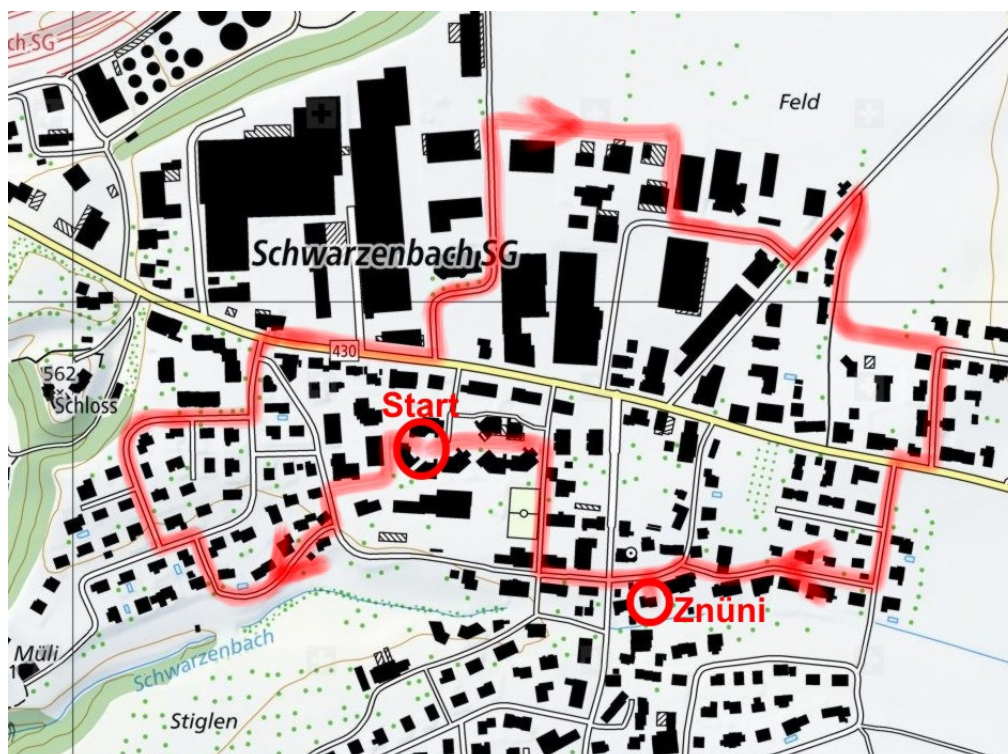 ch-SG
Feld
Schwarzenbach SG
430
562
Schloss
Start
Znüni
Müli
Schwarzenbach
Stiglen